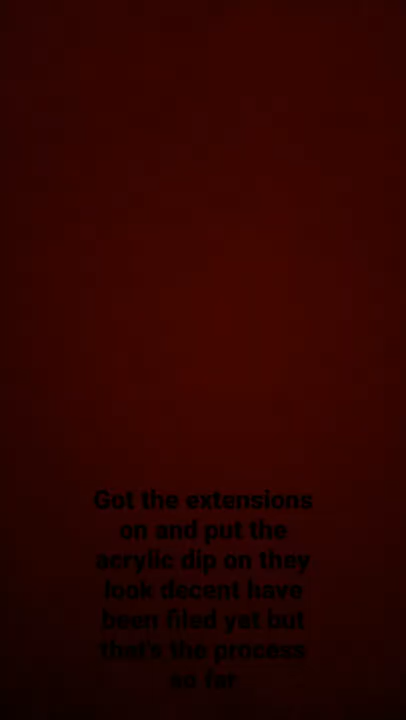 Got the extensions
on and put the
acrylic dip on they
look decent have
been filed yet but
that's the process
so far